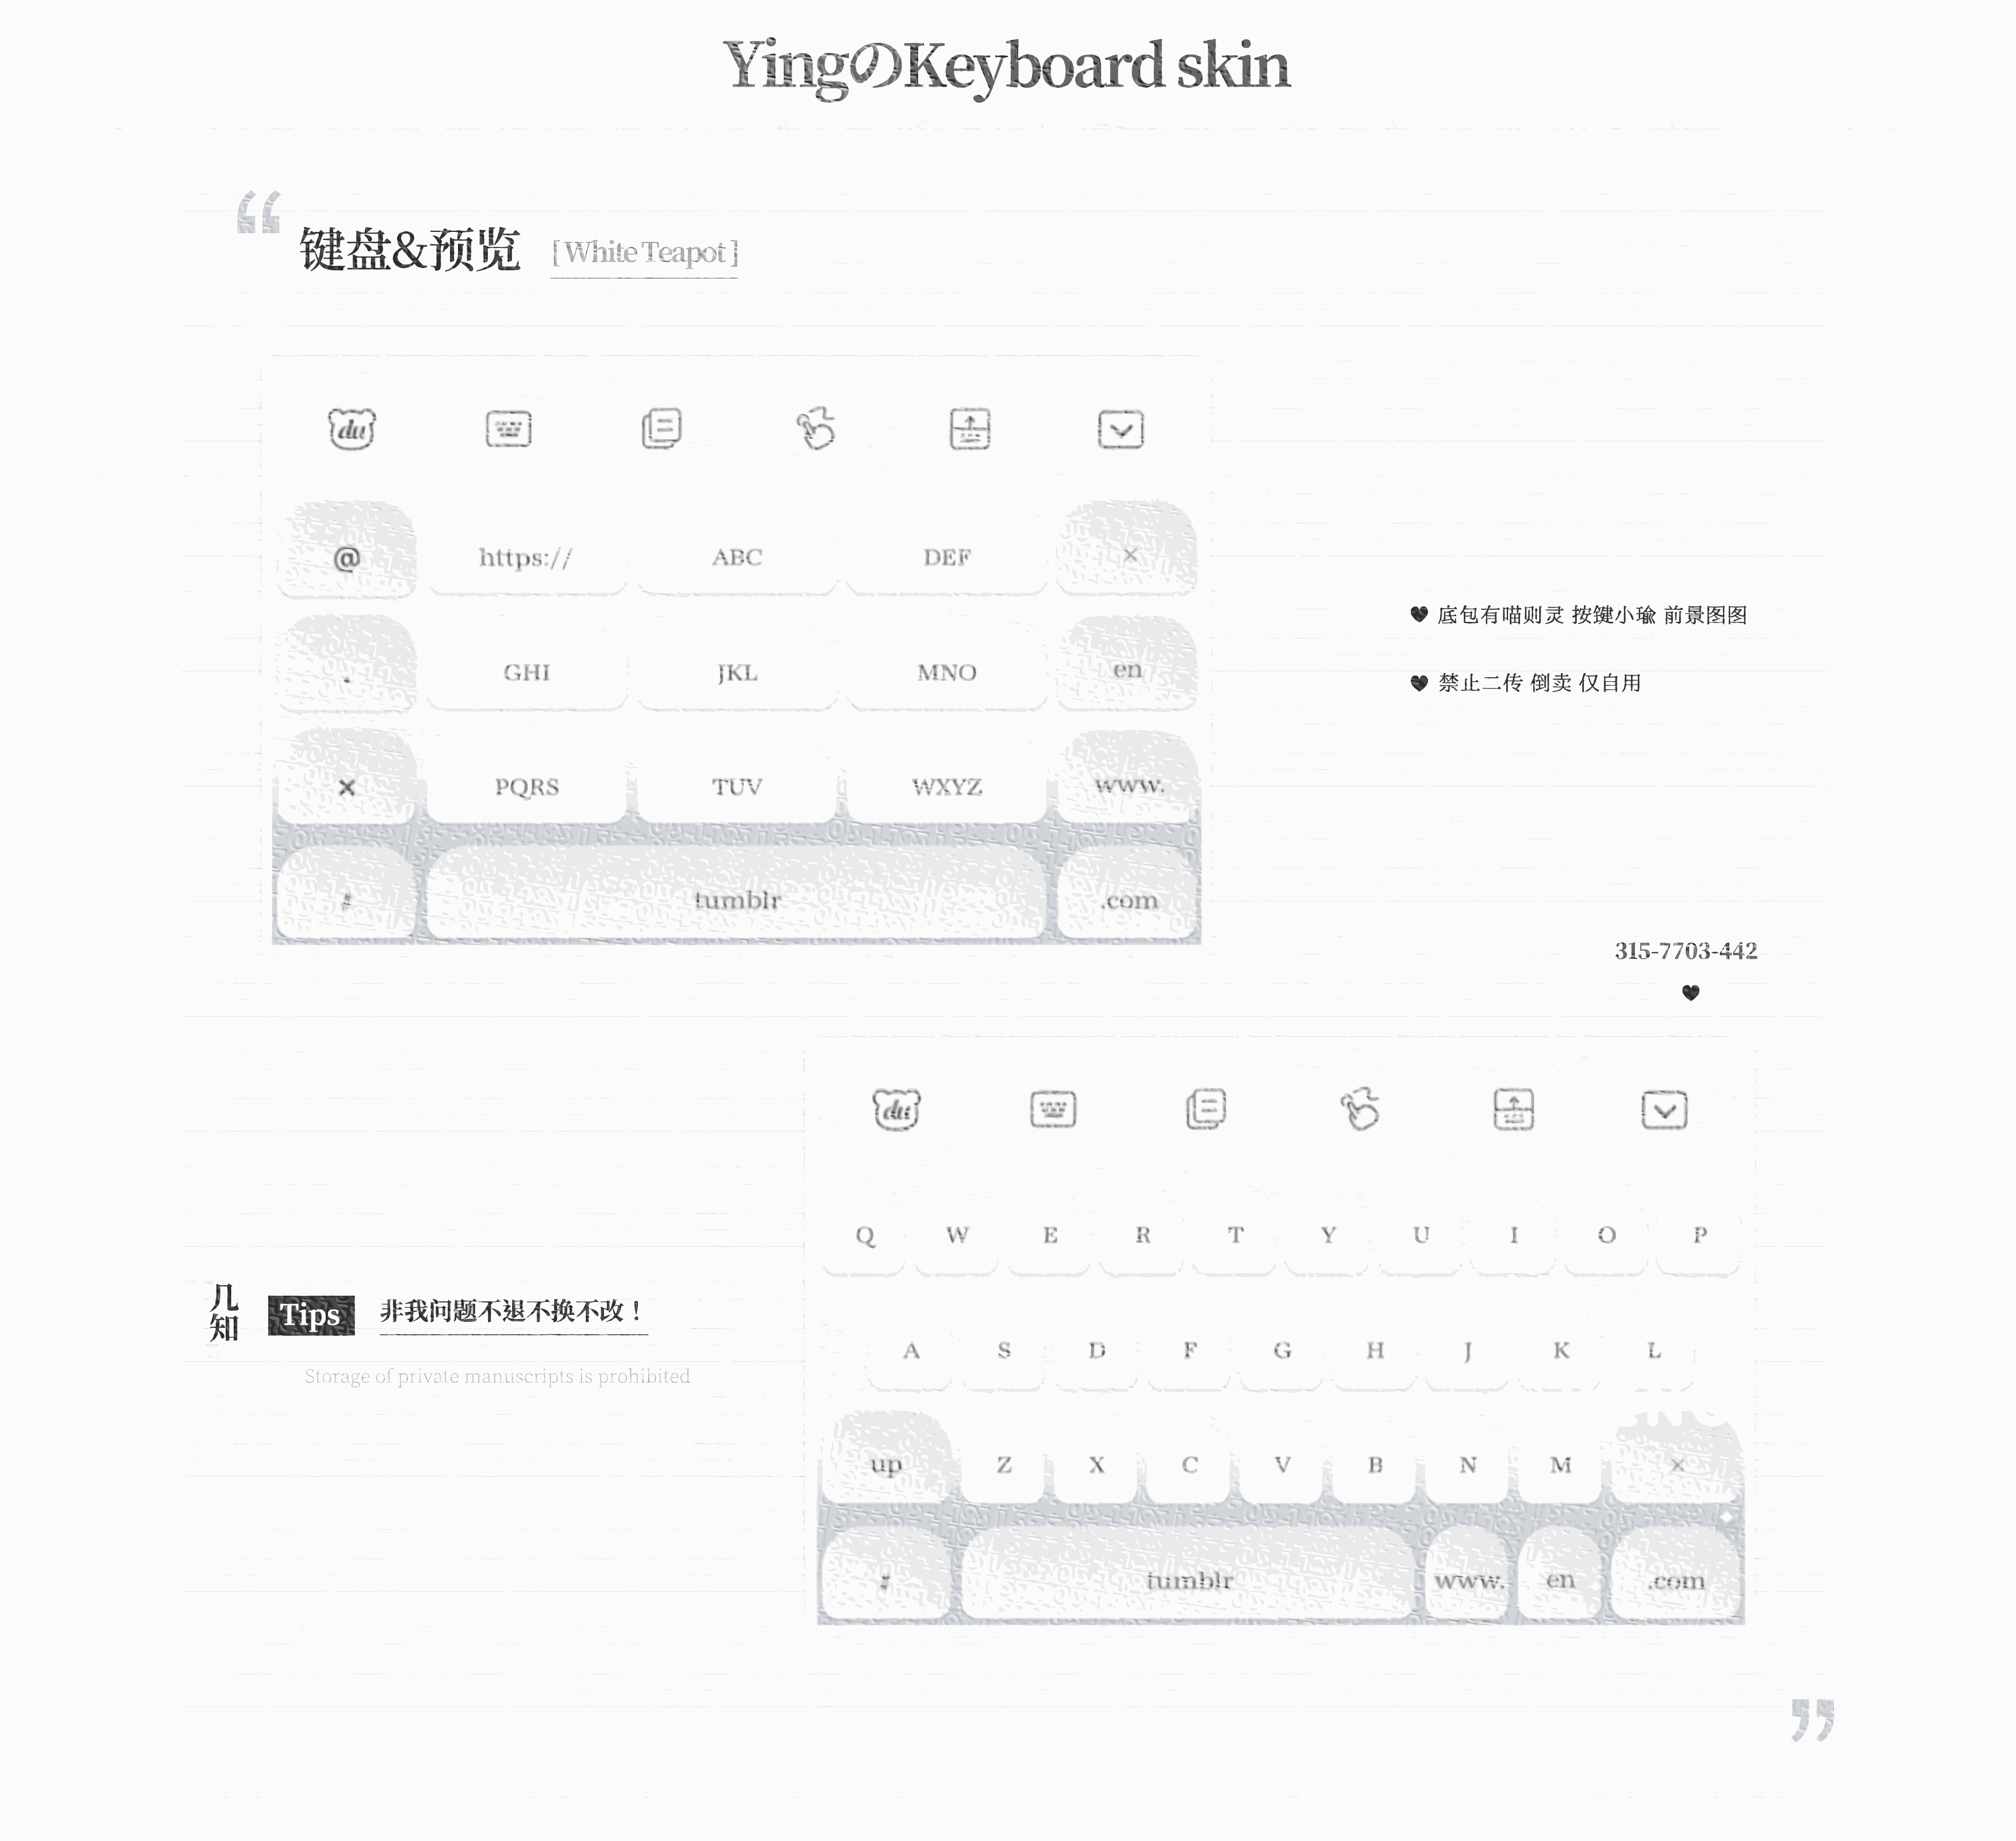 YingのKeyboard skin
“
键盘&预览 [ White Teapot ]
du
@ https:// ABC DEF ×
. GHI JKL MNO en
× PQRS TUV WXYZ www.
# tumblr .com
♥ 底包有喵则灵 按键小瑜 前景图图
♥ 禁止二传 倒卖 仅自用
315-7703-442
♥
du
Q W E R T Y U I O P
A S D F G H J K L
up Z X C V B N M ×
# tumblr www. en .com
几知 Tips 非我问题不退不换不改！
Storage of private manuscripts is prohibited
”